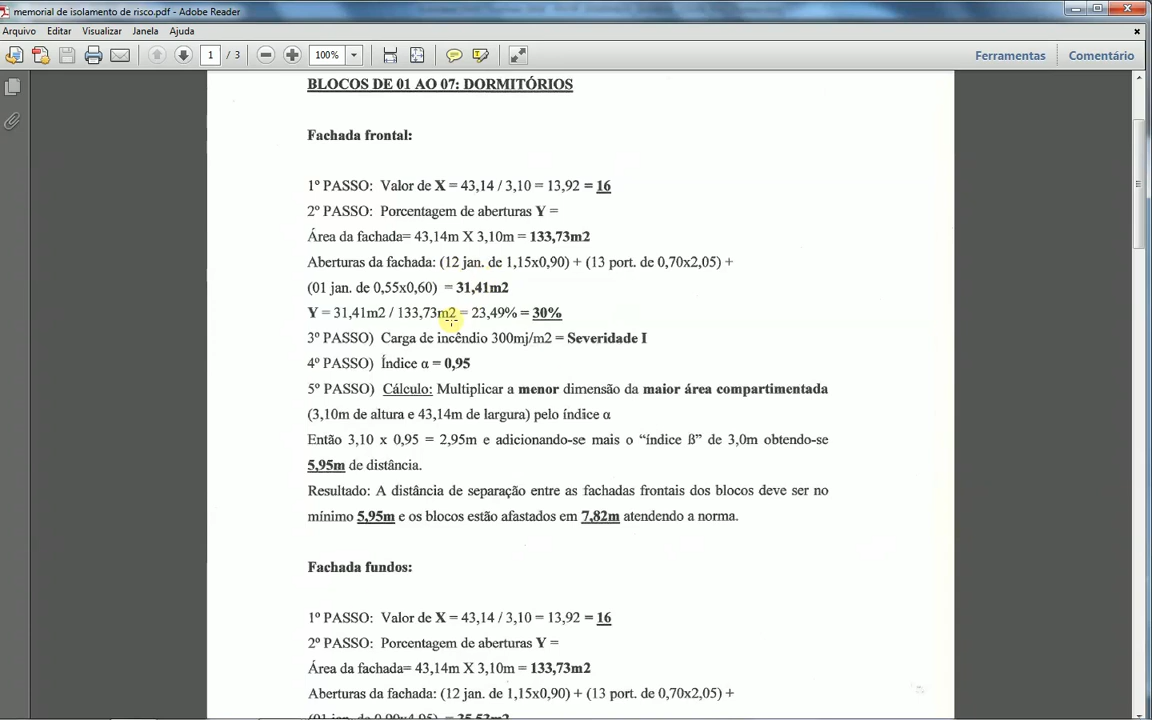 memorial de isolamento de risco.pdf - Adobe Reader
Arquivo Editar Visualizar Janela Ajuda
1 / 3 100% Ferramentas Comentário
BLOCOS DE 01 AO 07: DORMITÓRIOS
Fachada frontal:
1º PASSO: Valor de X = 43,14 / 3,10 = 13,92 = 16
2º PASSO: Porcentagem de aberturas Y =
Área da fachada= 43,14m X 3,10m = 133,73m2
Aberturas da fachada: (12 jan. de 1,15x0,90) + (13 port. de 0,70x2,05) +
(01 jan. de 0,55x0,60) = 31,41m2
Y = 31,41m2 / 133,73m2 = 23,49% = 30%
3º PASSO) Carga de incêndio 300mj/m2 = Severidade I
4º PASSO) Índice α = 0,95
5º PASSO) Cálculo: Multiplicar a menor dimensão da maior área compartimentada
(3,10m de altura e 43,14m de largura) pelo índice α
Então 3,10 x 0,95 = 2,95m e adicionando-se mais o “índice ß” de 3,0m obtendo-se
5,95m de distância.
Resultado: A distância de separação entre as fachadas frontais dos blocos deve ser no
mínimo 5,95m e os blocos estão afastados em 7,82m atendendo a norma.
Fachada fundos:
1º PASSO: Valor de X = 43,14 / 3,10 = 13,92 = 16
2º PASSO: Porcentagem de aberturas Y =
Área da fachada= 43,14m X 3,10m = 133,73m2
Aberturas da fachada: (12 jan. de 1,15x0,90) + (13 port. de 0,70x2,05) +
(01 jan. de 0,90x4,95) = 35,53m2